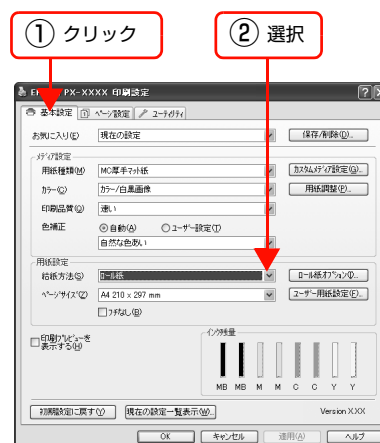 ① クリック
② 選択
EPSON PX-XXXX 印刷設定
基本設定 ページ設定 ユーティリティ
お気に入り(E) 現在の設定 保存/削除(D)...
メディア設定
用紙種類(M) MC厚手マット紙 カスタムメディア設定(G)...
カラー(C) カラー/白黒画像 用紙調整(P)...
印刷品質(Q) 速い
色補正 自動(A) ユーザー設定(T)
自然な色あい
用紙設定
給紙方法(S) ロール紙 ロール紙オプション(I)...
ページサイズ(Z) A4 210 x 297 mm ユーザー用紙設定(F)...
フチなし(B)
印刷プレビューを
表示する(H)
インク残量
MB MB M M C C Y Y
初期設定に戻す(Y) 現在の設定一覧表示(W)... Version X.XX
OK キャンセル 適用(A) ヘルプ